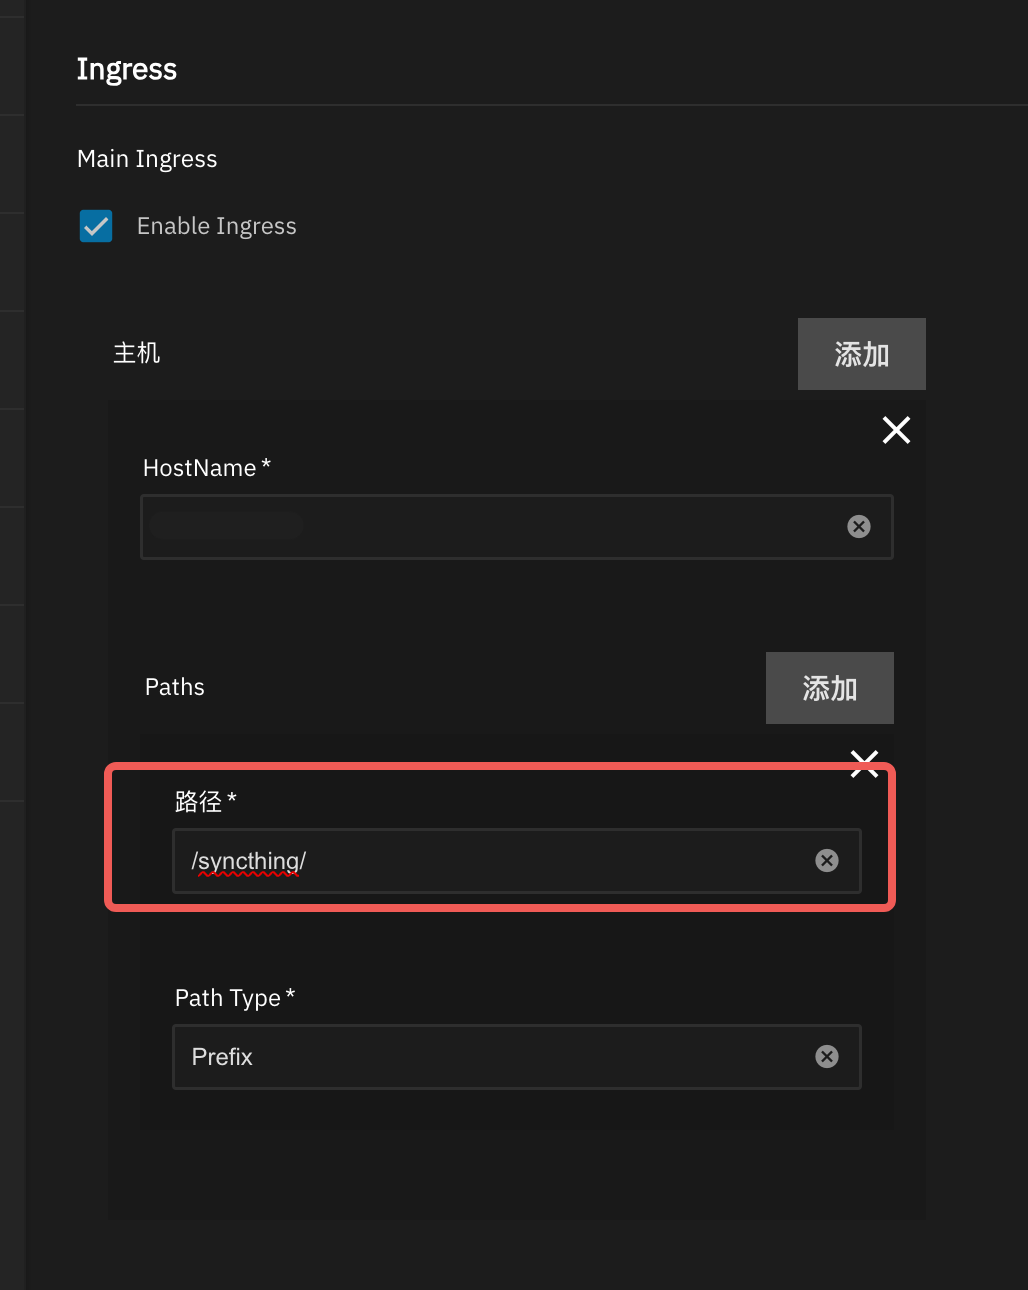 Ingress
Main Ingress
Enable Ingress
主机
添加
HostName*
Paths
添加
路径*
/syncthing/
Path Type*
Prefix